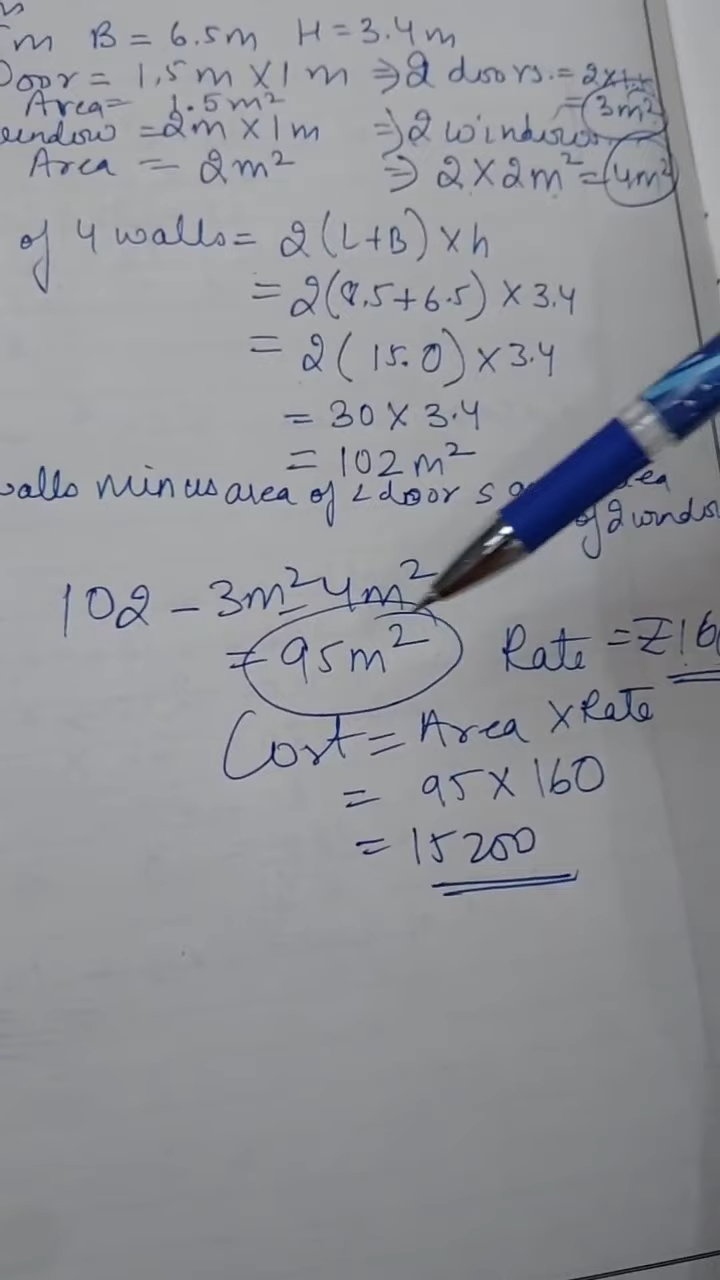 m B = 6.5m H = 3.4m
Door = 1.5m X 1m ⇒ 2 doors. = 2x
Area = 1.5m² = 3m²
window = 2m X 1m ⇒ 2 windows
Area = 2m² ⇒ 2 X 2m² = 4m²
of 4 walls = 2(L+B) X h
= 2(8.5+6.5) X 3.4
= 2(15.0) X 3.4
= 30 X 3.4
= 102m²
walls minus area of 2 doors
of 2 windo
102 - 3m² - 4m²
= 95m² Rate = ₹16
Cost = Area X Rate
= 95 X 160
= 15200